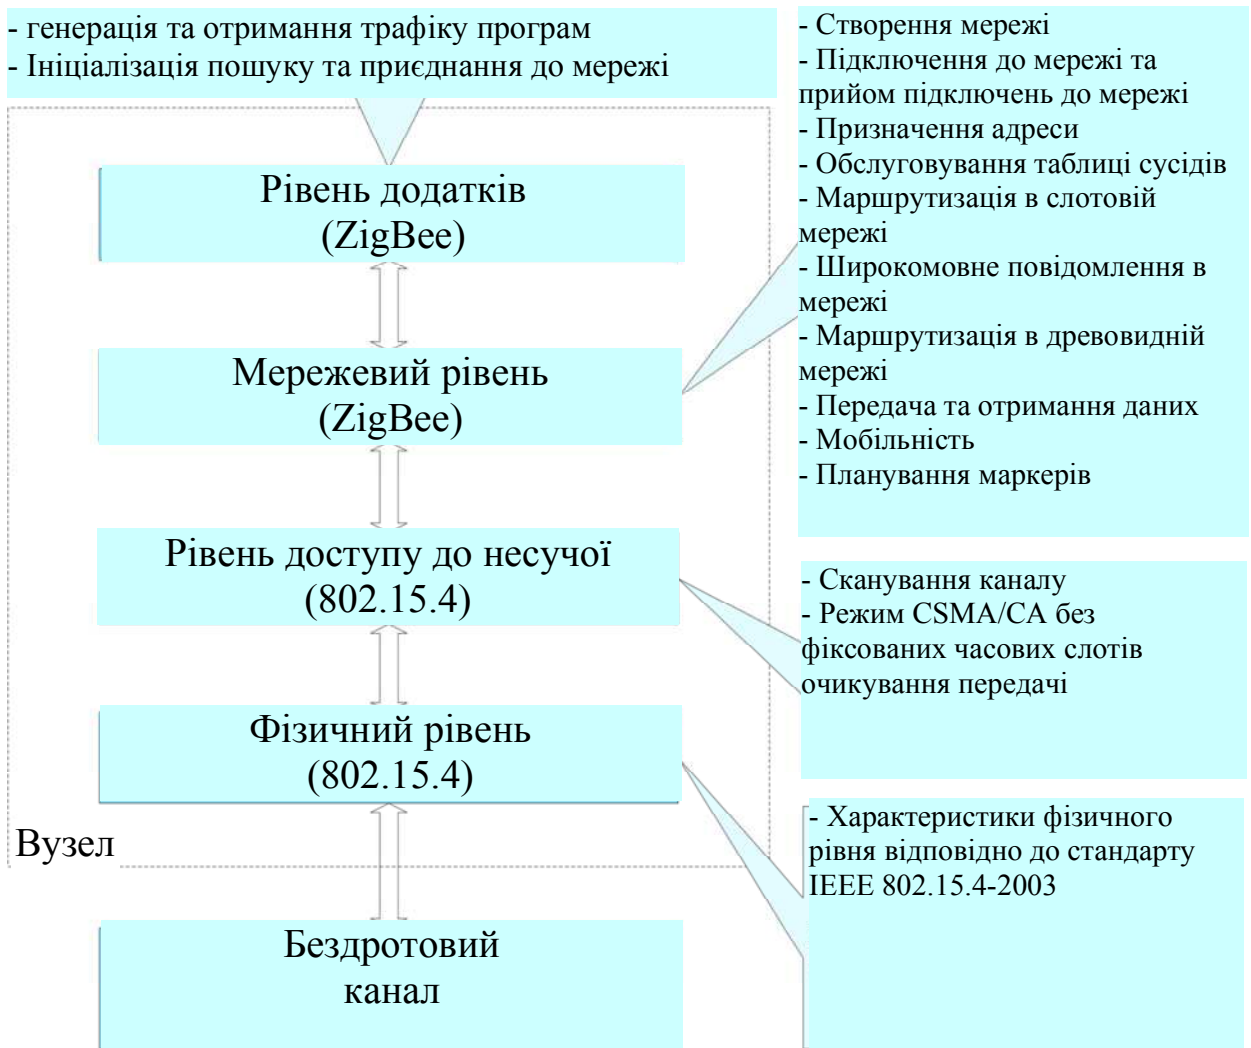 - генерація та отримання трафіку програм
- Ініціалізація пошуку та приєднання до мережі
Рівень додатків
(ZigBee)
Мережевий рівень
(ZigBee)
Рівень доступу до несучої
(802.15.4)
Фізичний рівень
(802.15.4)
Вузел
Бездротовий
канал
- Створення мережі
- Підключення до мережі та
прийом підключень до мережі
- Призначення адреси
- Обслуговування таблиці сусідів
- Маршрутизація в слотовій
мережі
- Широкомовне повідомлення в
мережі
- Маршрутизація в древовидній
мережі
- Передача та отримання даних
- Мобільність
- Планування маркерів
- Сканування каналу
- Режим CSMA/CA без
фіксованих часових слотів
очикування передачі
- Характеристики фізичного
рівня відповідно до стандарту
IEEE 802.15.4-2003